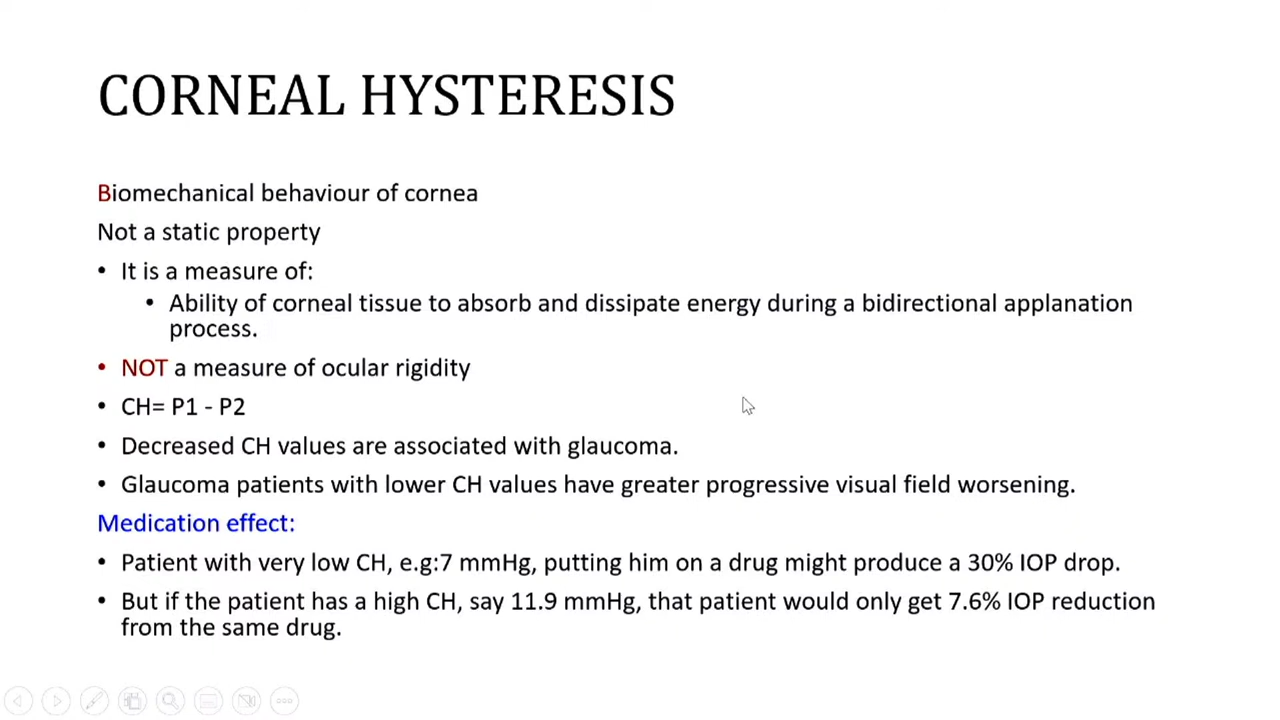 CORNEAL HYSTERESIS
Biomechanical behaviour of cornea
Not a static property
• It is a measure of:
• Ability of corneal tissue to absorb and dissipate energy during a bidirectional applanation
process.
• NOT a measure of ocular rigidity
• CH= P1 - P2
• Decreased CH values are associated with glaucoma.
• Glaucoma patients with lower CH values have greater progressive visual field worsening.
Medication effect:
• Patient with very low CH, e.g:7 mmHg, putting him on a drug might produce a 30% IOP drop.
• But if the patient has a high CH, say 11.9 mmHg, that patient would only get 7.6% IOP reduction
from the same drug.